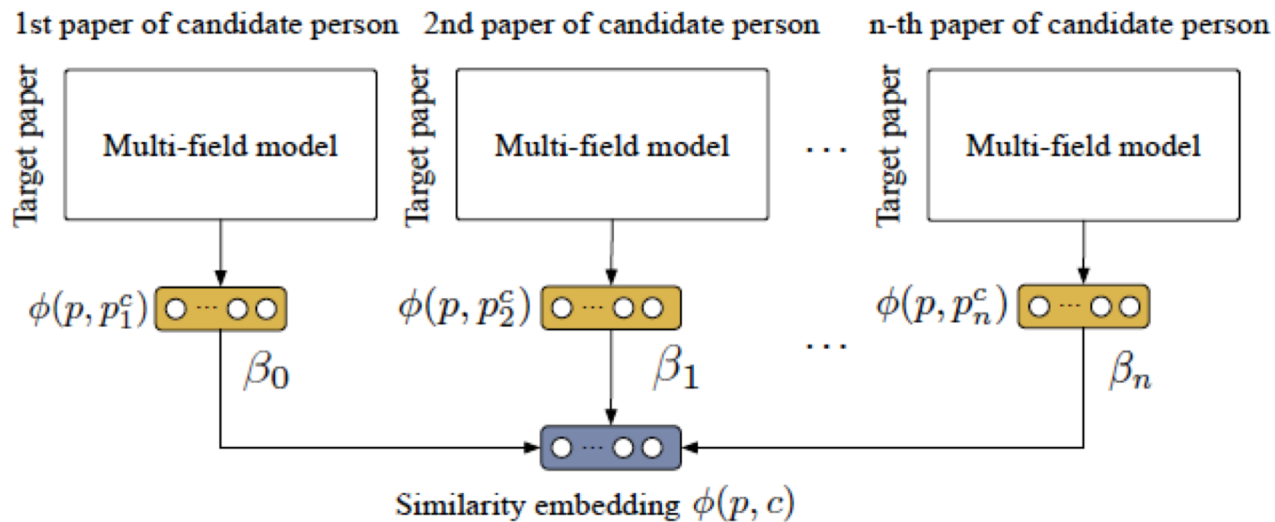 1st paper of candidate person 2nd paper of candidate person n-th paper of candidate person
Target paper Multi-field model Target paper Multi-field model ... Target paper Multi-field model
ϕ(p, p₁ᶜ) ... ϕ(p, p₂ᶜ) ... ϕ(p, pₙᶜ) ...
β₀ β₁ ... βₙ
...
Similarity embedding ϕ(p, c)